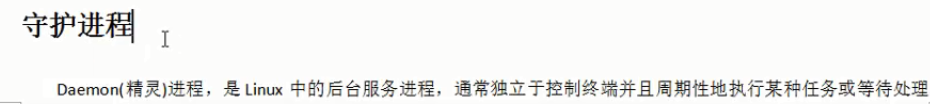 守护进程
Daemon(精灵)进程，是 Linux 中的后台服务进程，通常独立于控制终端并且周期性地执行某种任务或等待处理